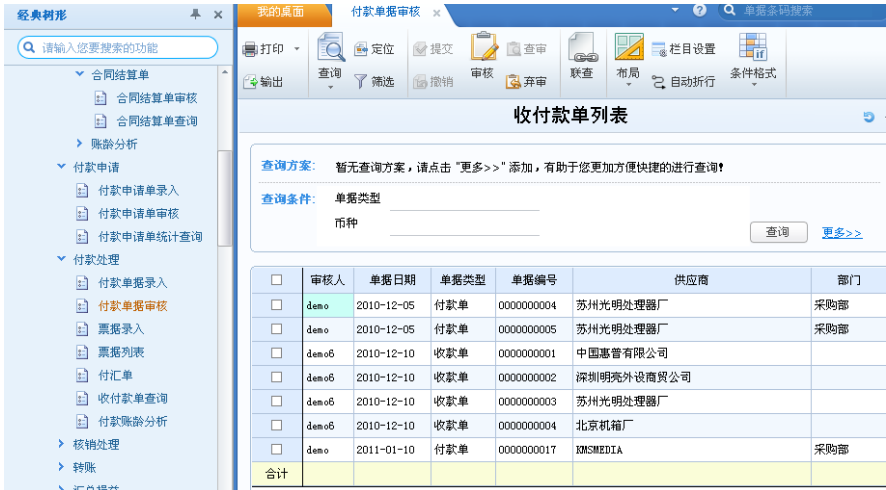 经典树形
请输入您要搜索的功能
合同结算单
合同结算单审核
合同结算单查询
账龄分析
付款申请
付款申请单录入
付款申请单审核
付款申请单统计查询
付款处理
付款单据录入
付款单据审核
票据录入
票据列表
付汇单
收付款单查询
付款账龄分析
核销处理
转账
我的桌面 付款单据审核 单据条码搜索
打印 查询 定位 提交 审核 查审 联查 布局 栏目设置 条件格式
输出 筛选 撤销 弃审 自动折行
收付款单列表
查询方案: 暂无查询方案，请点击 "更多>>" 添加，有助于您更加方便快捷的进行查询!
查询条件: 单据类型
币种
查询 更多>>
审核人 单据日期 单据类型 单据编号 供应商 部门
demo 2010-12-05 付款单 0000000004 苏州光明处理器厂 采购部
demo 2010-12-05 付款单 0000000005 苏州光明处理器厂 采购部
demo6 2010-12-10 收款单 0000000001 中国惠普有限公司
demo6 2010-12-10 收款单 0000000002 深圳明亮外设商贸公司
demo6 2010-12-10 收款单 0000000003 苏州光明处理器厂
demo6 2010-12-10 收款单 0000000004 北京机箱厂
demo 2011-01-10 付款单 0000000017 KMSMEDIA 采购部
合计